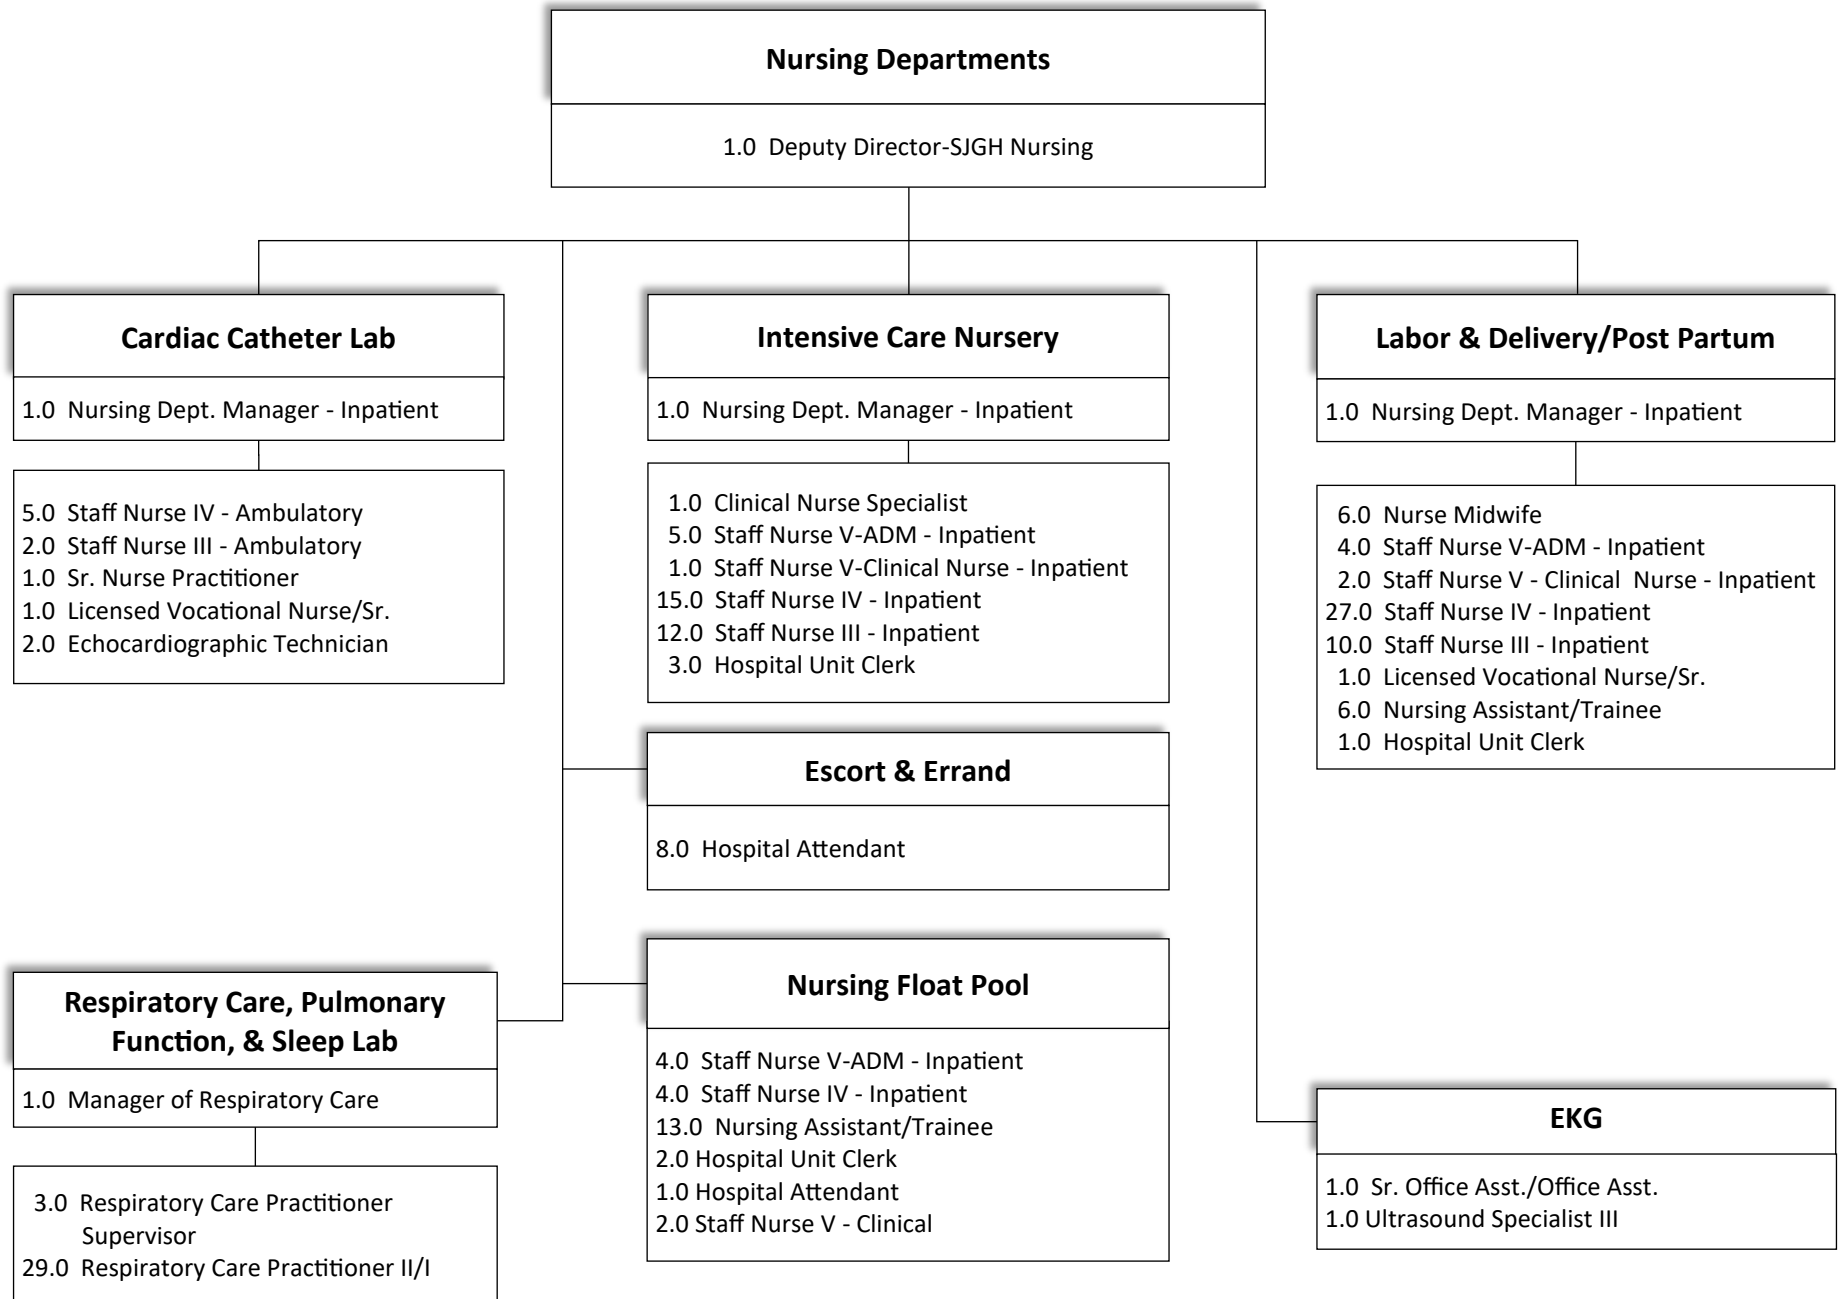 Nursing Departments
1.0 Deputy Director-SJGH Nursing
Cardiac Catheter Lab
1.0 Nursing Dept. Manager - Inpatient
5.0 Staff Nurse IV - Ambulatory
2.0 Staff Nurse III - Ambulatory
1.0 Sr. Nurse Practitioner
1.0 Licensed Vocational Nurse/Sr.
2.0 Echocardiographic Technician
Intensive Care Nursery
1.0 Nursing Dept. Manager - Inpatient
1.0 Clinical Nurse Specialist
5.0 Staff Nurse V-ADM - Inpatient
1.0 Staff Nurse V-Clinical Nurse - Inpatient
15.0 Staff Nurse IV - Inpatient
12.0 Staff Nurse III - Inpatient
3.0 Hospital Unit Clerk
Labor & Delivery/Post Partum
1.0 Nursing Dept. Manager - Inpatient
6.0 Nurse Midwife
4.0 Staff Nurse V-ADM - Inpatient
2.0 Staff Nurse V - Clinical Nurse - Inpatient
27.0 Staff Nurse IV - Inpatient
10.0 Staff Nurse III - Inpatient
1.0 Licensed Vocational Nurse/Sr.
6.0 Nursing Assistant/Trainee
1.0 Hospital Unit Clerk
Escort & Errand
8.0 Hospital Attendant
Respiratory Care, Pulmonary
Function, & Sleep Lab
1.0 Manager of Respiratory Care
3.0 Respiratory Care Practitioner
Supervisor
29.0 Respiratory Care Practitioner II/I
Nursing Float Pool
4.0 Staff Nurse V-ADM - Inpatient
4.0 Staff Nurse IV - Inpatient
13.0 Nursing Assistant/Trainee
2.0 Hospital Unit Clerk
1.0 Hospital Attendant
2.0 Staff Nurse V - Clinical
EKG
1.0 Sr. Office Asst./Office Asst.
1.0 Ultrasound Specialist III